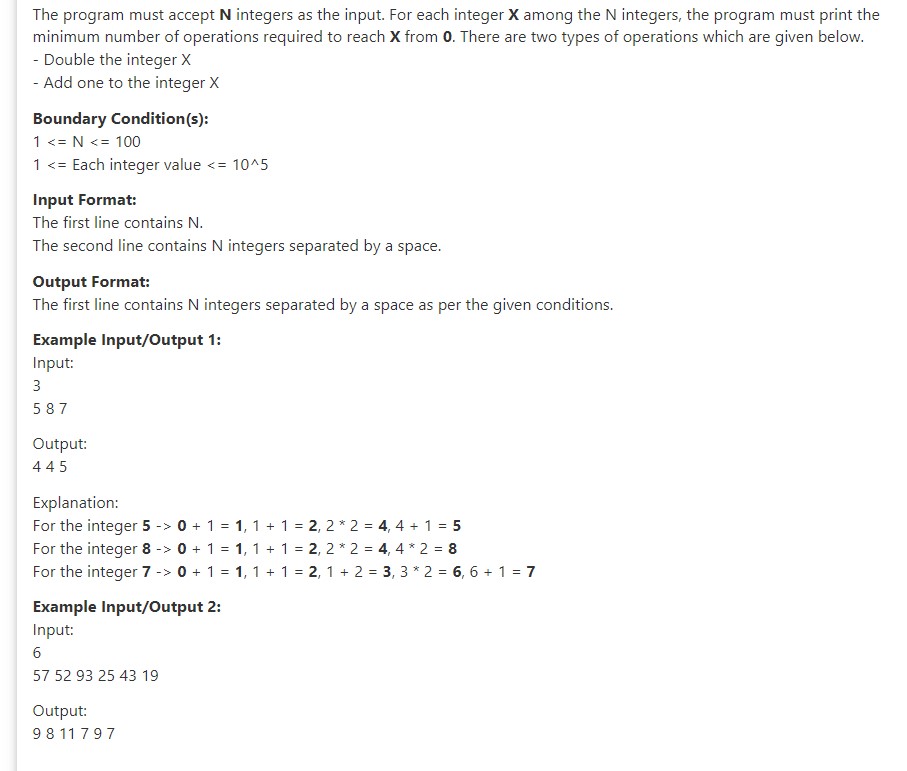 The program must accept N integers as the input. For each integer X among the N integers, the program must print the
minimum number of operations required to reach X from 0. There are two types of operations which are given below.
- Double the integer X
- Add one to the integer X
Boundary Condition(s):
1 <= N <= 100
1 <= Each integer value <= 10^5
Input Format:
The first line contains N.
The second line contains N integers separated by a space.
Output Format:
The first line contains N integers separated by a space as per the given conditions.
Example Input/Output 1:
Input:
3
5 8 7
Output:
4 4 5
Explanation:
For the integer 5 -> 0 + 1 = 1, 1 + 1 = 2, 2 * 2 = 4, 4 + 1 = 5
For the integer 8 -> 0 + 1 = 1, 1 + 1 = 2, 2 * 2 = 4, 4 * 2 = 8
For the integer 7 -> 0 + 1 = 1, 1 + 1 = 2, 1 + 2 = 3, 3 * 2 = 6, 6 + 1 = 7
Example Input/Output 2:
Input:
6
57 52 93 25 43 19
Output:
9 8 11 7 9 7